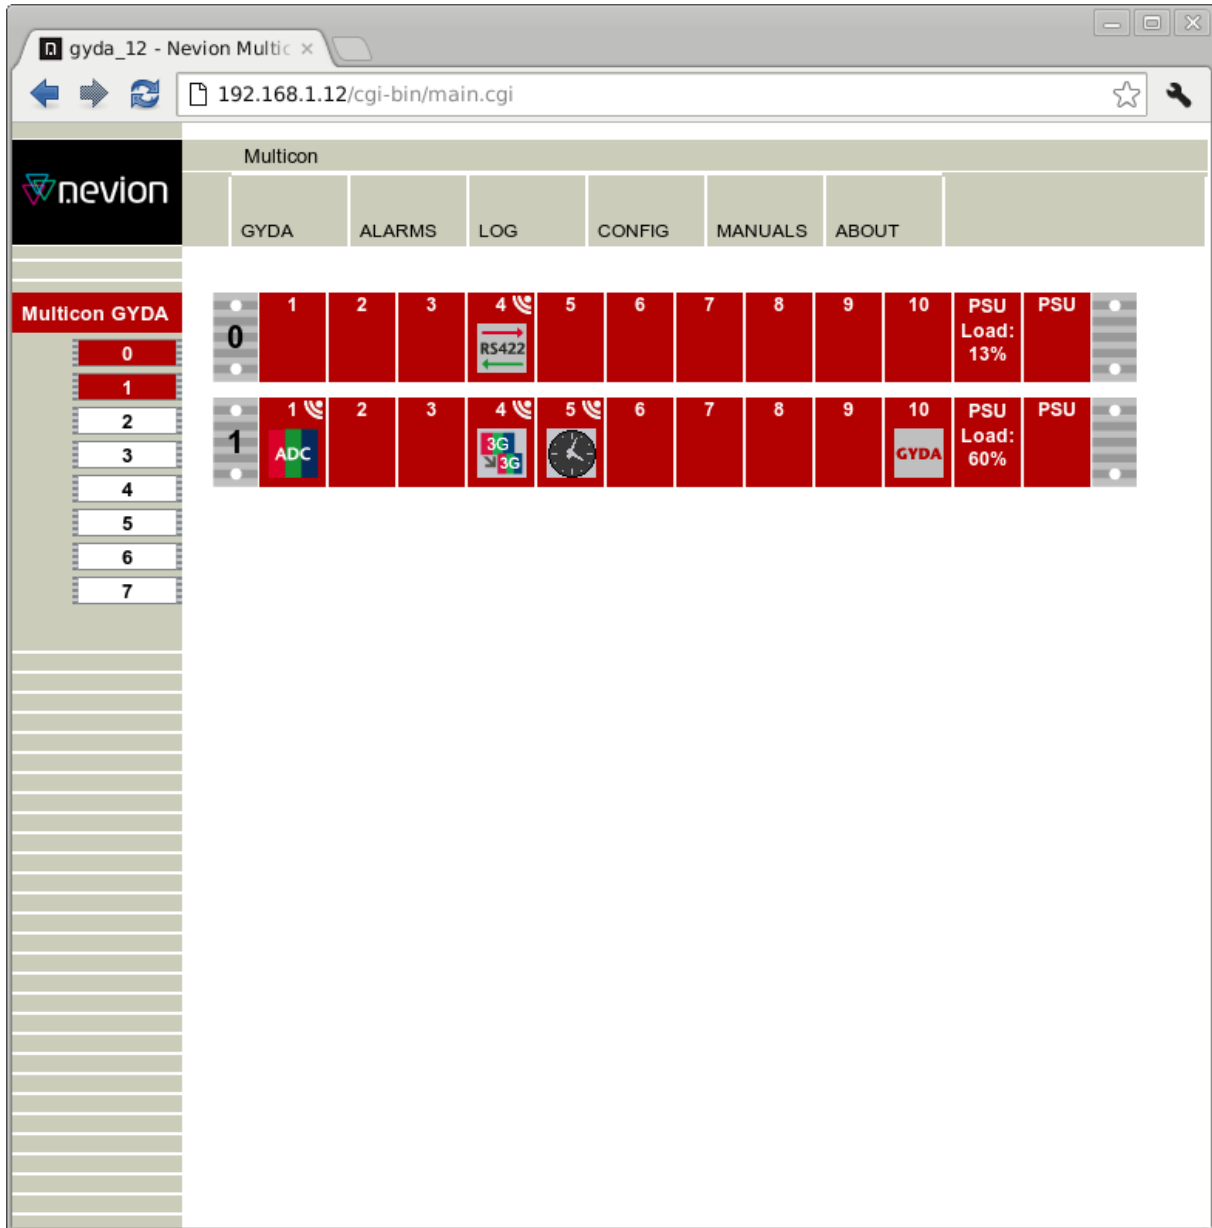 gyda_12 - Nevion Multic
192.168.1.12/cgi-bin/main.cgi
nevion
Multicon
GYDA ALARMS LOG CONFIG MANUALS ABOUT
Multicon GYDA
0
1
2
3
4
5
6
7
0 1 2 3 4 5 6 7 8 9 10 PSU PSU
Load:
13%
RS422
1 1 2 3 4 5 6 7 8 9 10 PSU PSU
Load:
60%
ADC 3G 3G GYDA